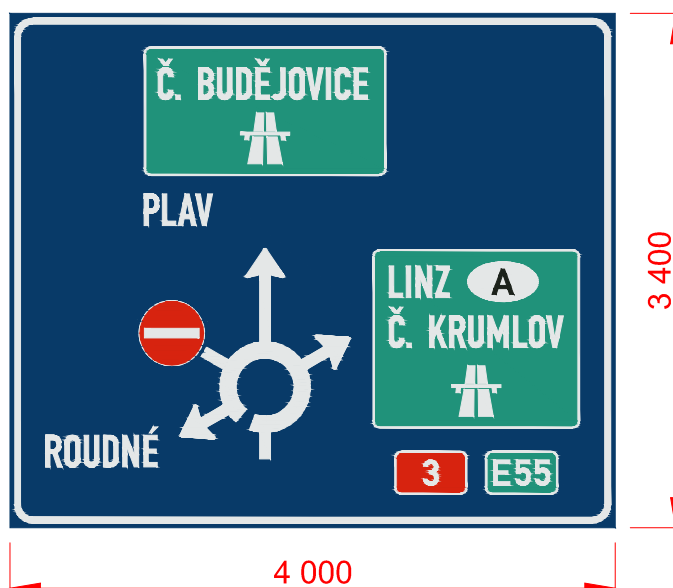 Č. BUDĚJOVICE
PLAV
LINZ A
Č. KRUMLOV
ROUDNÉ
3 E55
3 400
4 000